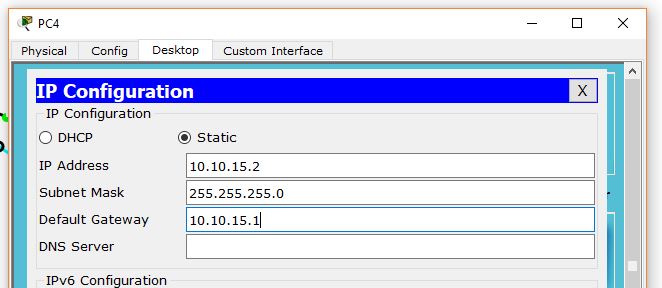 PC4
Physical Config Desktop Custom Interface
IP Configuration X
IP Configuration
DHCP Static
IP Address 10.10.15.2
Subnet Mask 255.255.255.0
Default Gateway 10.10.15.1
DNS Server
IPv6 Configuration